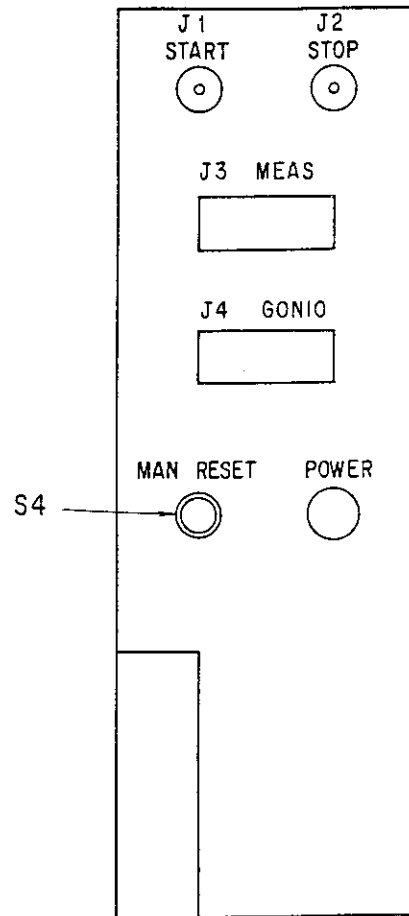 J1 J2
START STOP
J3 MEAS
J4 GONIO
MAN RESET POWER
S4